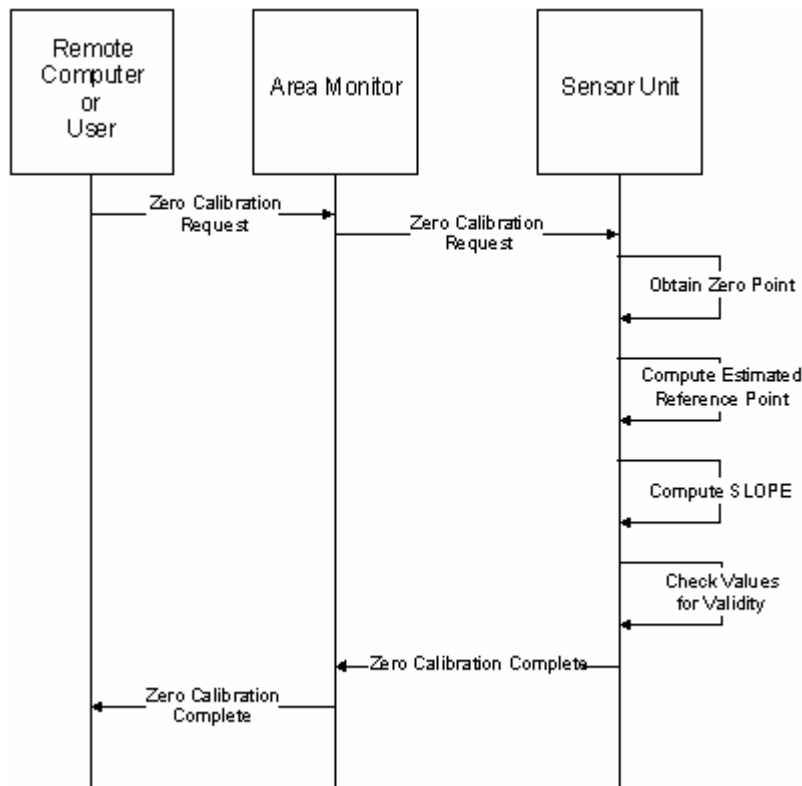 Remote
Computer
or
User
Area Monitor
Sensor Unit
Zero Calibration
Request
Zero Calibration
Request
Obtain Zero Point
Compute Estimated
Reference Point
Compute SLOPE
Check Values
for Validity
Zero Calibration Complete
Zero Calibration
Complete